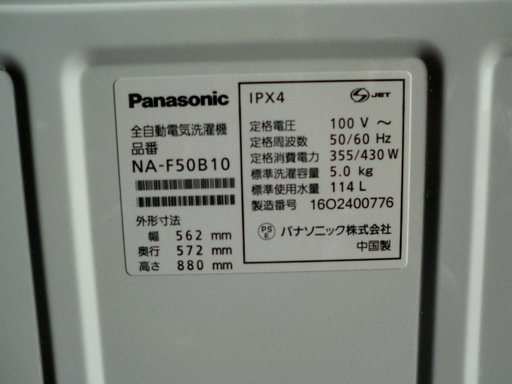 Panasonic
全自動電気洗濯機
品番
NA-F50B10
外形寸法
幅 562 mm
奥行 572 mm
高さ 880 mm
IPX4
S JET
定格電圧 100 V ～
定格周波数 50/60 Hz
定格消費電力 355/430 W
標準洗濯容量 5.0 kg
標準使用水量 114 L
製造番号 16O2400776
PS E パナソニック株式会社
中国製